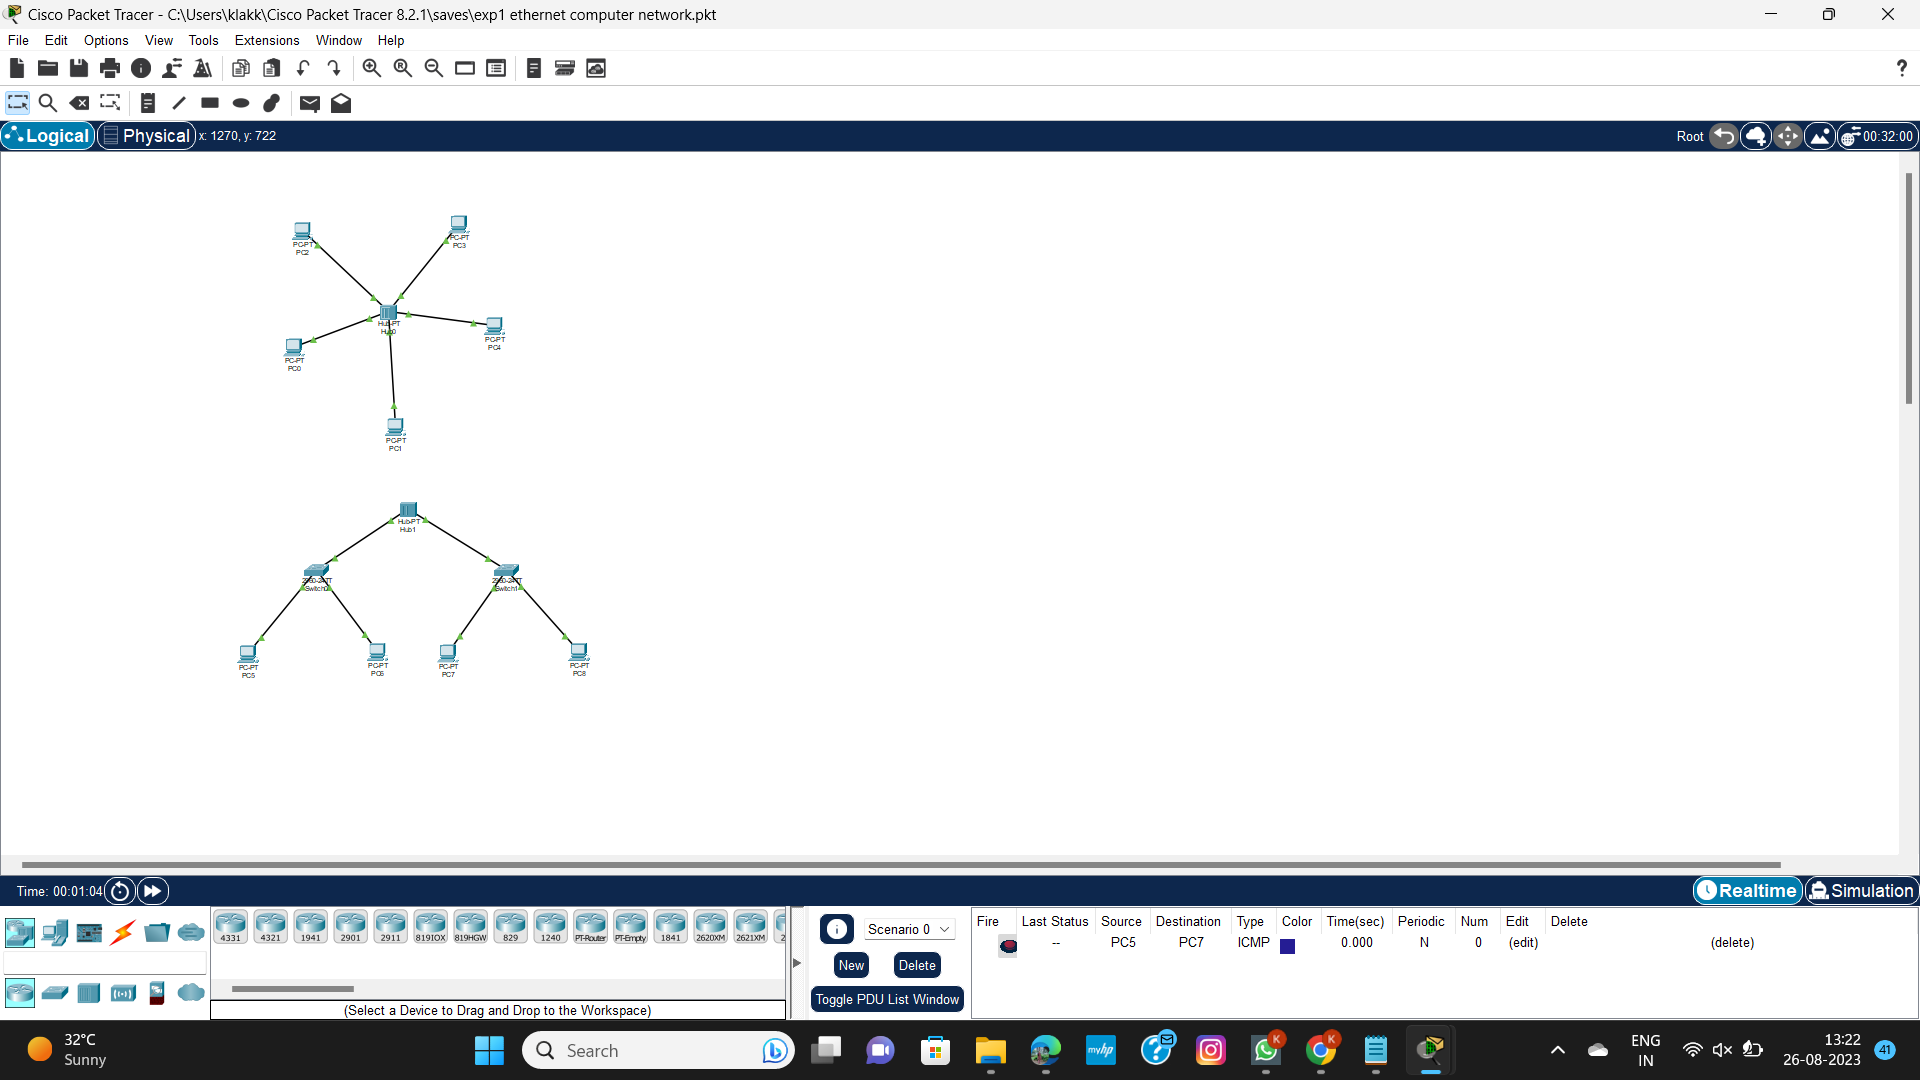 Cisco Packet Tracer - C:\Users\klakk\Cisco Packet Tracer 8.2.1\saves\exp1 ethernet computer network.pkt
File Edit Options View Tools Extensions Window Help
?
Logical Physical x: 1270, y: 722 Root 00:32:00
PC-PT
PC2
PC-PT
PC3
Hub-PT
Hub0
PC-PT
PC4
PC-PT
PC0
PC-PT
PC1
Hub-PT
Hub1
2960-24TT
Switch0
2960-24TT
Switch1
PC-PT
PC5
PC-PT
PC6
PC-PT
PC7
PC-PT
PC8
Time: 00:01:04 Realtime Simulation
4331 4321 1941 2901 2911 819IOX 819HGW 829 1240 PT-Router PT-Empty 1841 2620XM 2621XM
(Select a Device to Drag and Drop to the Workspace)
Scenario 0
New Delete
Toggle PDU List Window
Fire Last Status Source Destination Type Color Time(sec) Periodic Num Edit Delete
-- PC5 PC7 ICMP 0.000 N 0 (edit) (delete)
32°C
Sunny
Search
myhp
K
K
ENG
IN
13:22
26-08-2023
41